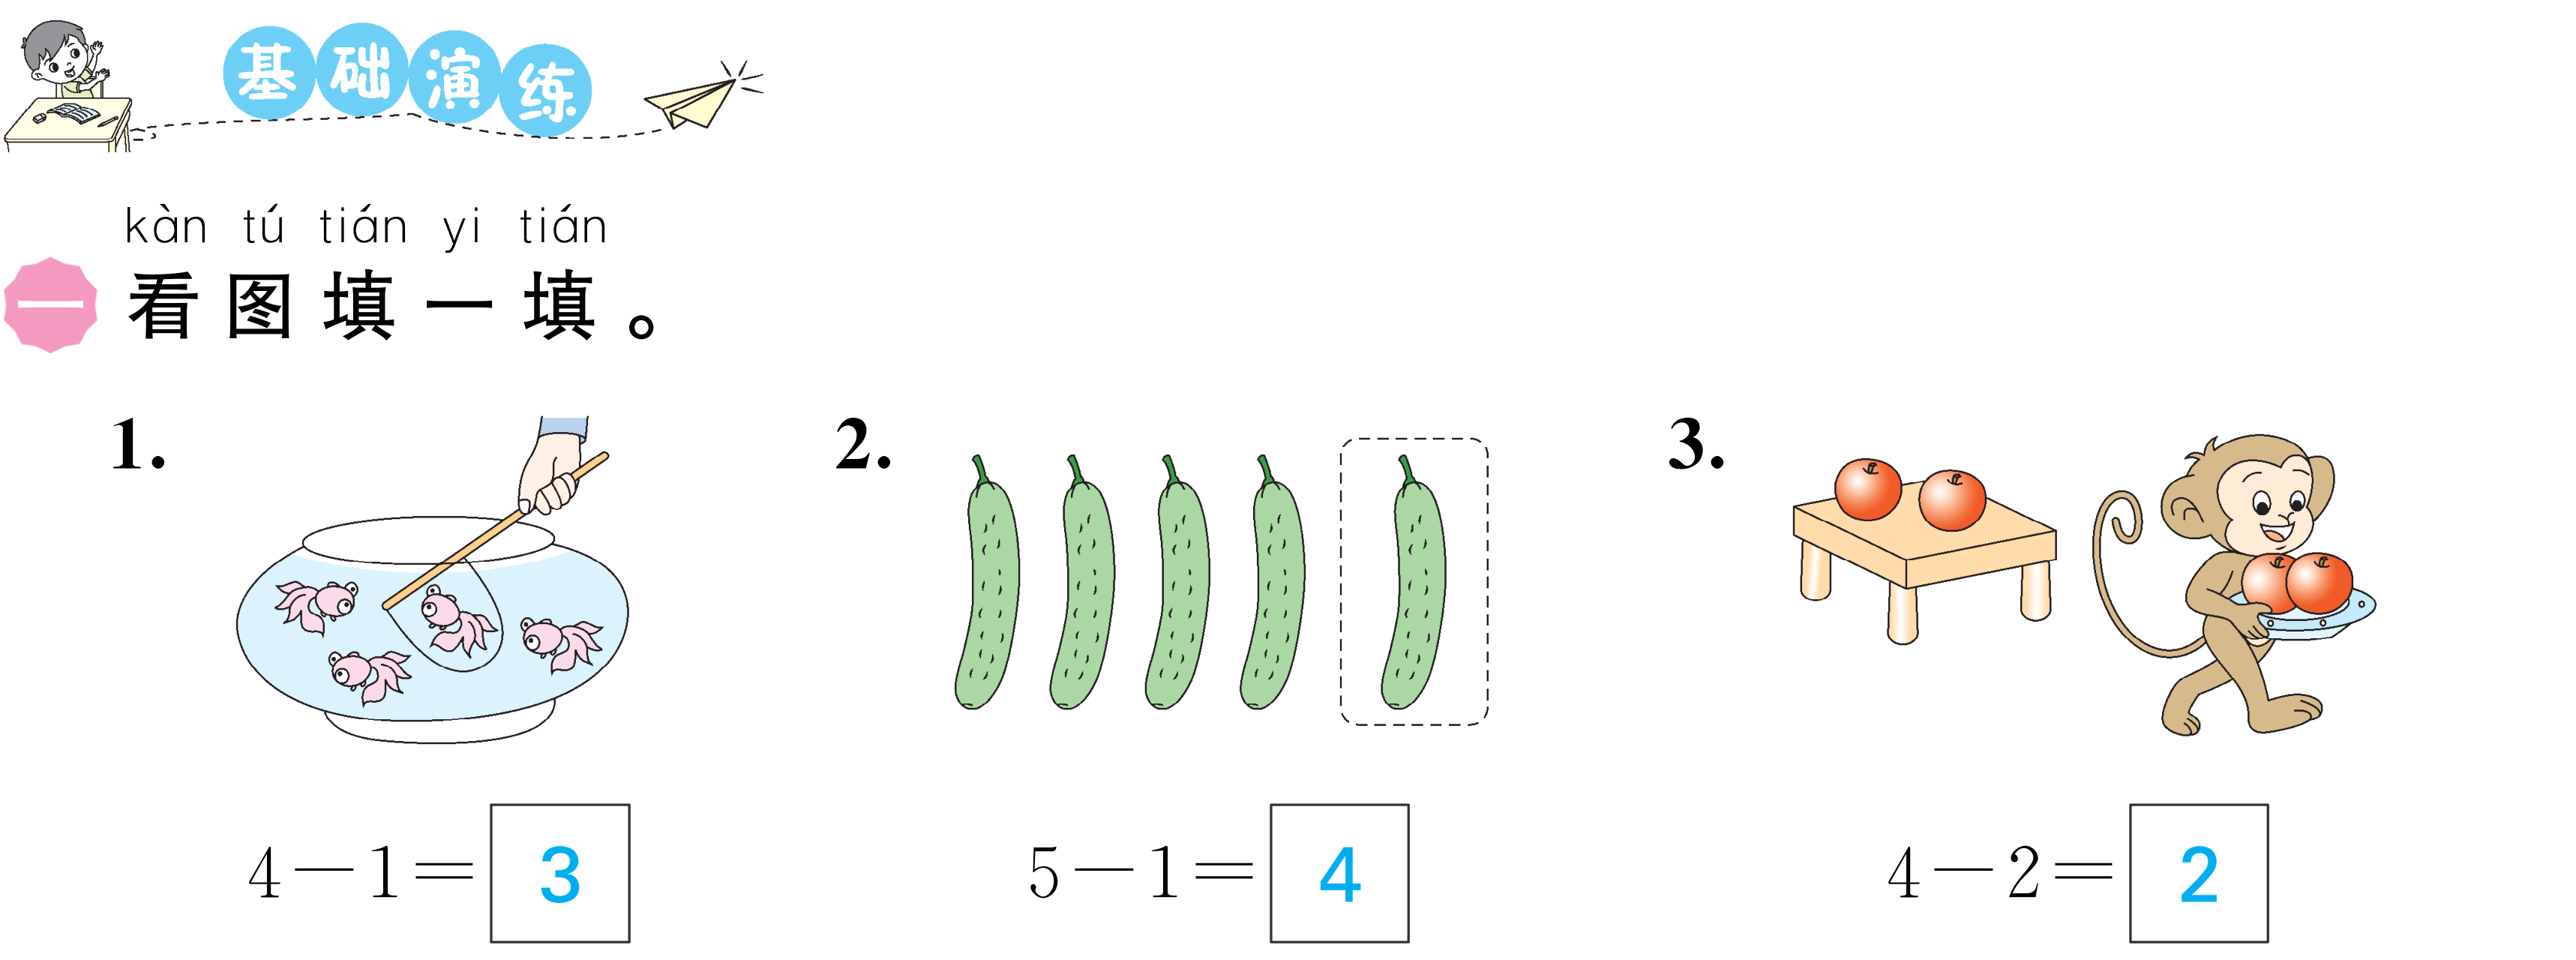 基础演练
kàn tú tián yi tián
一 看图填一填。
1. 2. 3.
4－1＝3 5－1＝4 4－2＝2